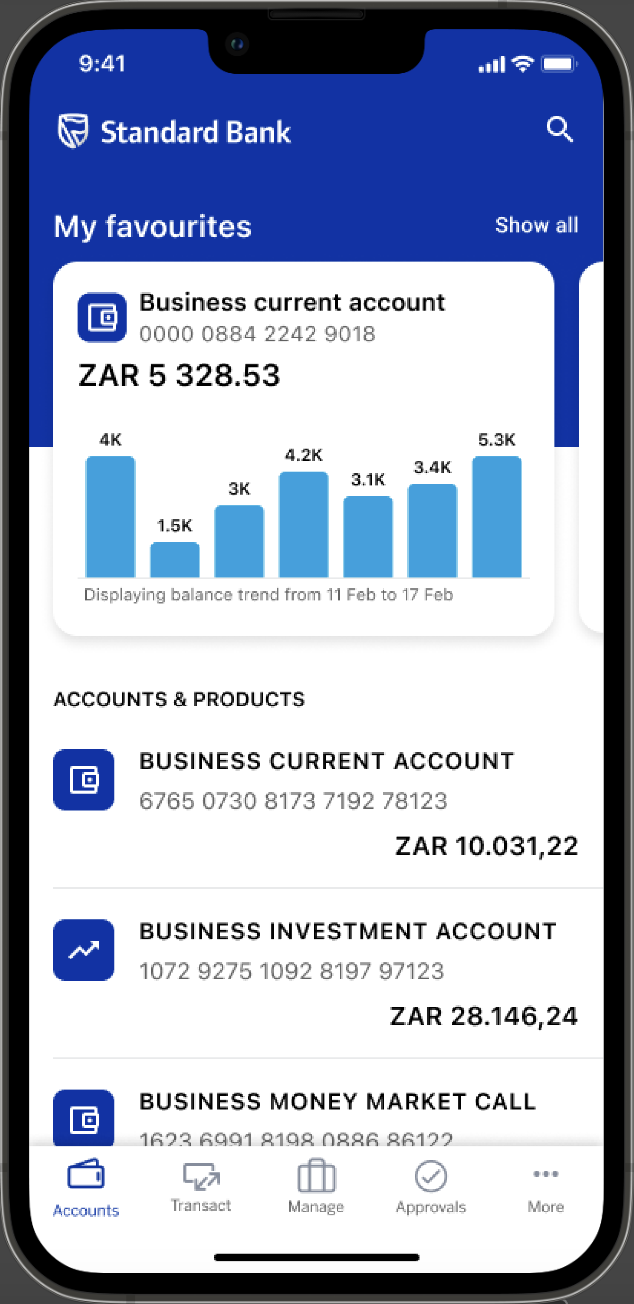 9:41
Standard Bank
My favourites
Show all
Business current account
0000 0884 2242 9018
ZAR 5 328.53
4K
1.5K
3K
4.2K
3.1K
3.4K
5.3K
Displaying balance trend from 11 Feb to 17 Feb
ACCOUNTS & PRODUCTS
BUSINESS CURRENT ACCOUNT
6765 0730 8173 7192 78123
ZAR 10.031,22
BUSINESS INVESTMENT ACCOUNT
1072 9275 1092 8197 97123
ZAR 28.146,24
BUSINESS MONEY MARKET CALL
1623 6991 8198 0886 86122
Accounts
Transact
Manage
Approvals
More